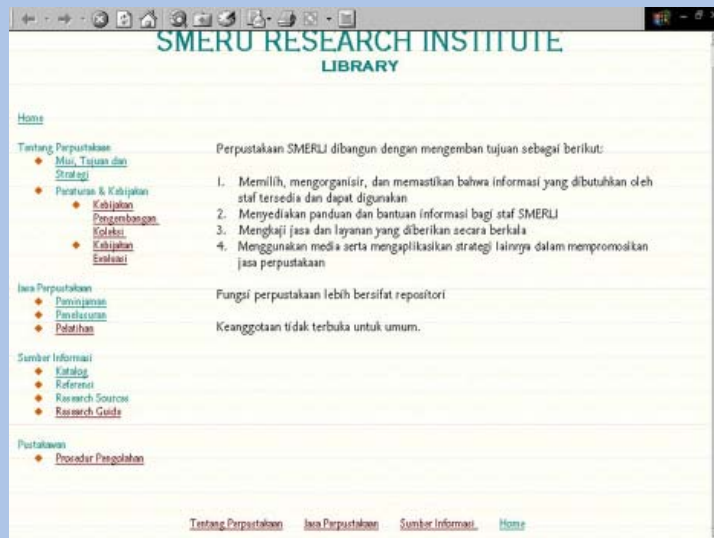 SMERU RESEARCH INSTITUTE
LIBRARY
Home
Tentang Perpustakaan
Misi, Tujuan dan
Strategi
Peraturan & Kebijakan
Kebijakan
Pengembangan
Koleksi
Kebijakan
Evaluasi
Jasa Perpustakaan
Peminjaman
Penelusuran
Pelatihan
Sumber Informasi
Katalog
Referensi
Research Sources
Research Guide
Pustakawan
Prosedur Pengolahan
Perpustakaan SMERU dibangun dengan mengemban tujuan sebagai berikut:
1. Memilih, mengorganisir, dan memastikan bahwa informasi yang dibutuhkan oleh
staf tersedia dan dapat digunakan
2. Menyediakan panduan dan bantuan informasi bagi staf SMERU
3. Mengkaji jasa dan layanan yang diberikan secara berkala
4. Menggunakan media serta mengaplikasikan strategi lainnya dalam mempromosikan
jasa perpustakaan
Fungsi perpustakaan lebih bersifat repositori
Keanggotaan tidak terbuka untuk umum.
Tentang Perpustakaan Jasa Perpustakaan Sumber Informasi Home